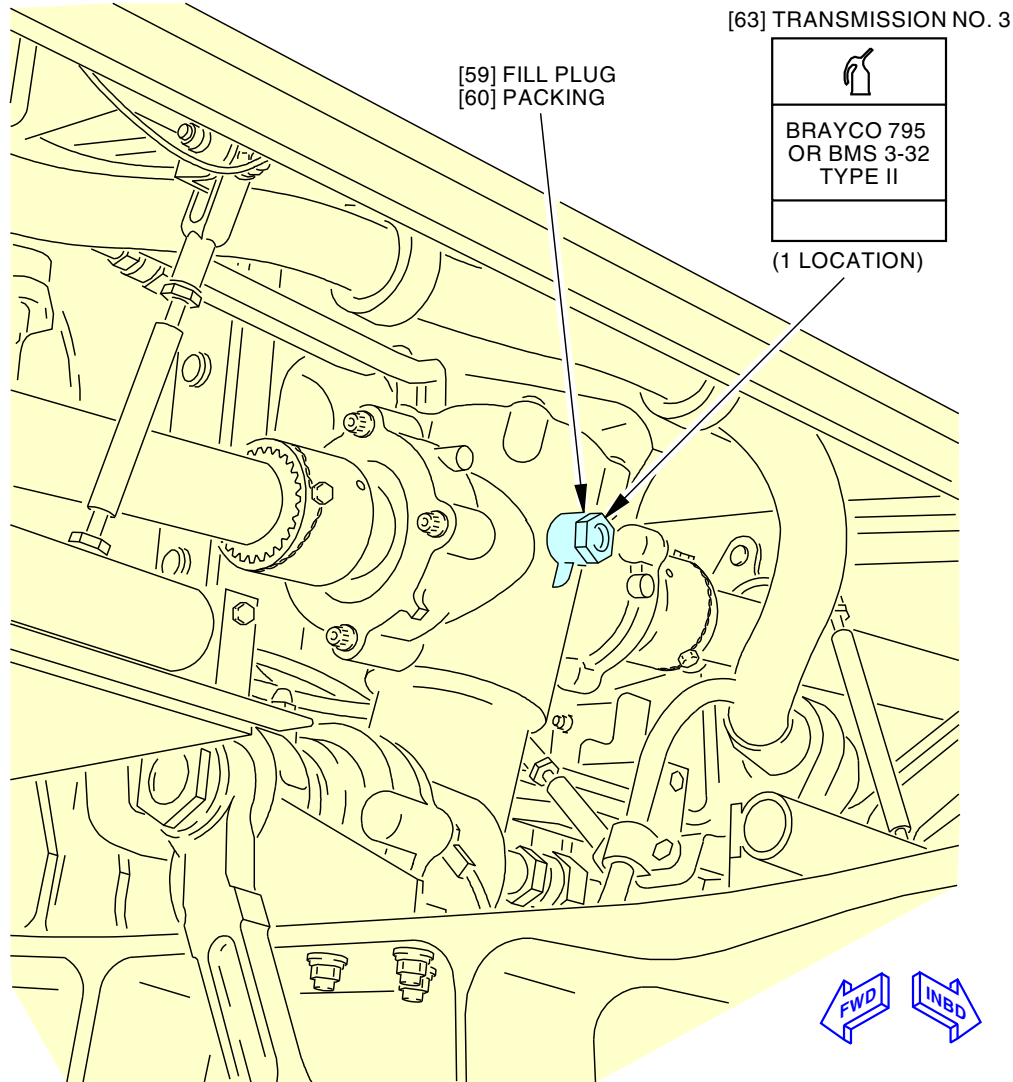 [63] TRANSMISSION NO. 3
[59] FILL PLUG
[60] PACKING
BRAYCO 795
OR BMS 3-32
TYPE II
(1 LOCATION)
FWD
INBD